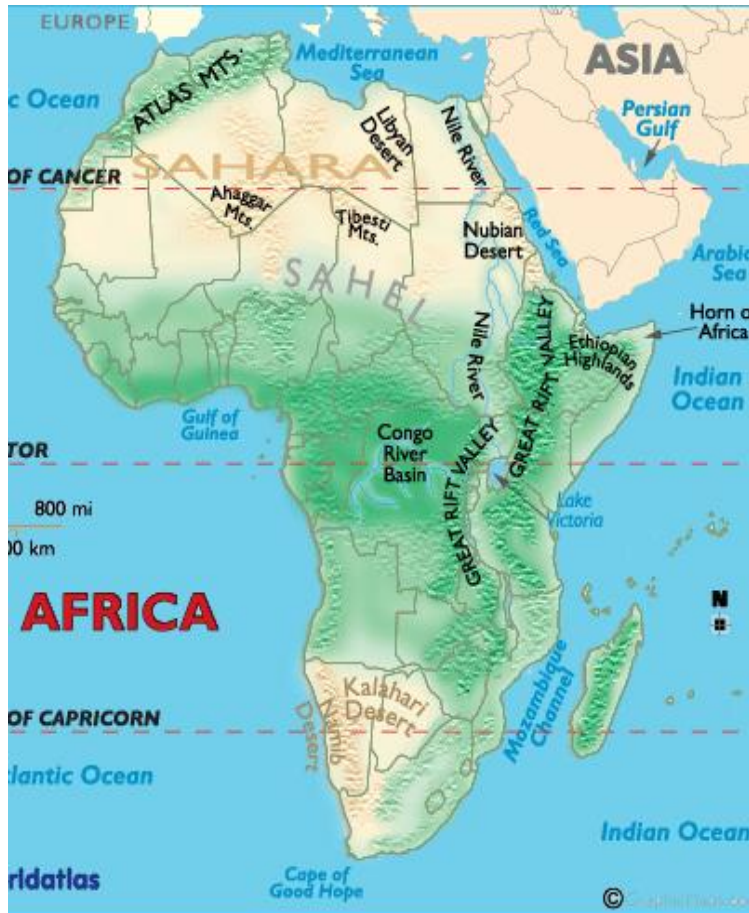 EUROPE
Mediterranean
Sea
ASIA
c Ocean
ATLAS MTS.
Persian
Gulf
Libyan
Desert
Nile River
SAHARA
OF CANCER
Ahaggar
Mts.
Tibesti
Mts.
Nubian
Desert
Red Sea
Arabia
Sea
SAHEL
Horn o
Africa
Nile River
GREAT RIFT VALLEY
Ethiopian
Highlands
Indian
Ocean
Gulf of
Guinea
Congo
River
Basin
TOR
GREAT RIFT VALLEY
Lake
Victoria
800 mi
00 km
AFRICA
N
Kalahari
Desert
Namib
Desert
Mozambique
Channel
OF CAPRICORN
tlantic Ocean
Indian Ocean
Cape of
Good Hope
rldatlas
©